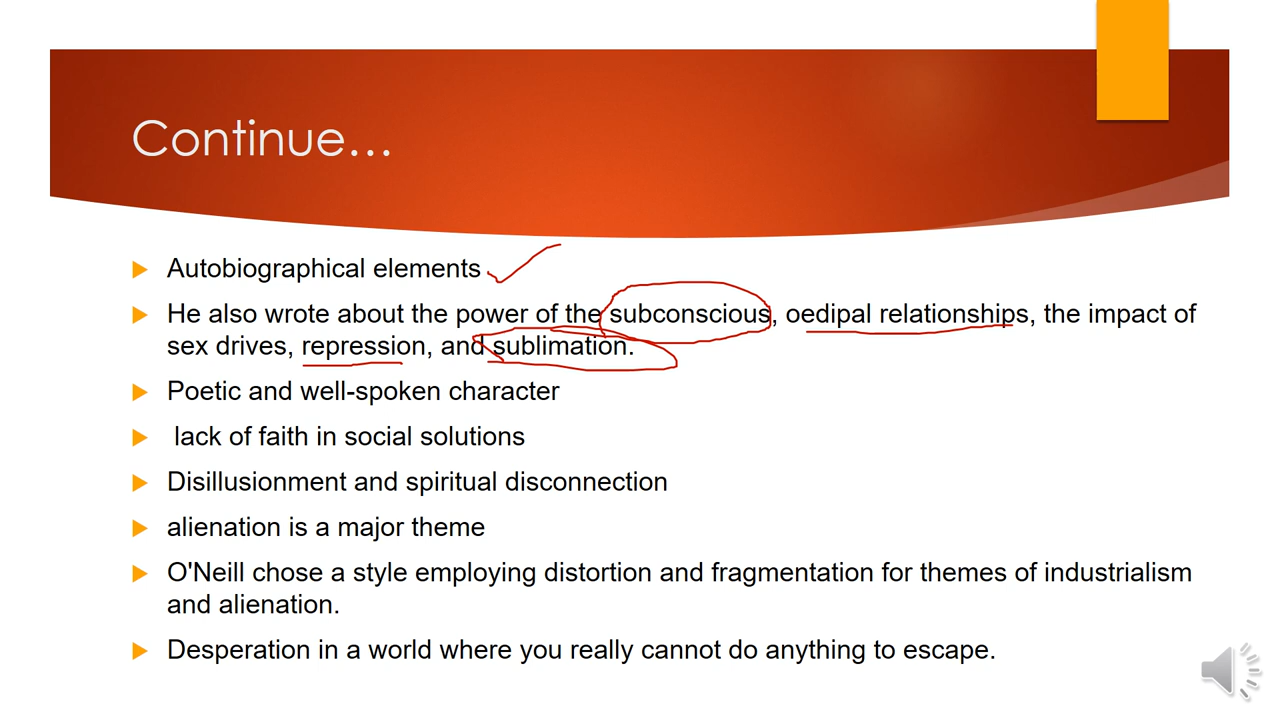 Continue…
Autobiographical elements
He also wrote about the power of the subconscious, oedipal relationships, the impact of
sex drives, repression, and sublimation.
Poetic and well-spoken character
lack of faith in social solutions
Disillusionment and spiritual disconnection
alienation is a major theme
O'Neill chose a style employing distortion and fragmentation for themes of industrialism
and alienation.
Desperation in a world where you really cannot do anything to escape.